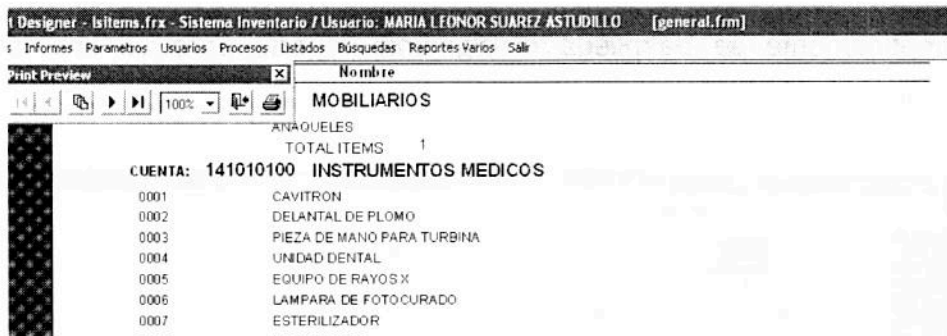 t Designer - lsitems.frx - Sistema Inventario / Usuario: MARIA LEONOR SUAREZ ASTUDILLO [general.frm]
s Informes Parametros Usuarios Procesos Listados Búsquedas Reportes Varios Salir
Print Preview
Nombre
100%
MOBILIARIOS
ANAQUELES
TOTAL ITEMS 1
CUENTA: 141010100 INSTRUMENTOS MEDICOS
0001 CAVITRON
0002 DELANTAL DE PLOMO
0003 PIEZA DE MANO PARA TURBINA
0004 UNIDAD DENTAL
0005 EQUIPO DE RAYOS X
0006 LAMPARA DE FOTOCURADO
0007 ESTERILIZADOR